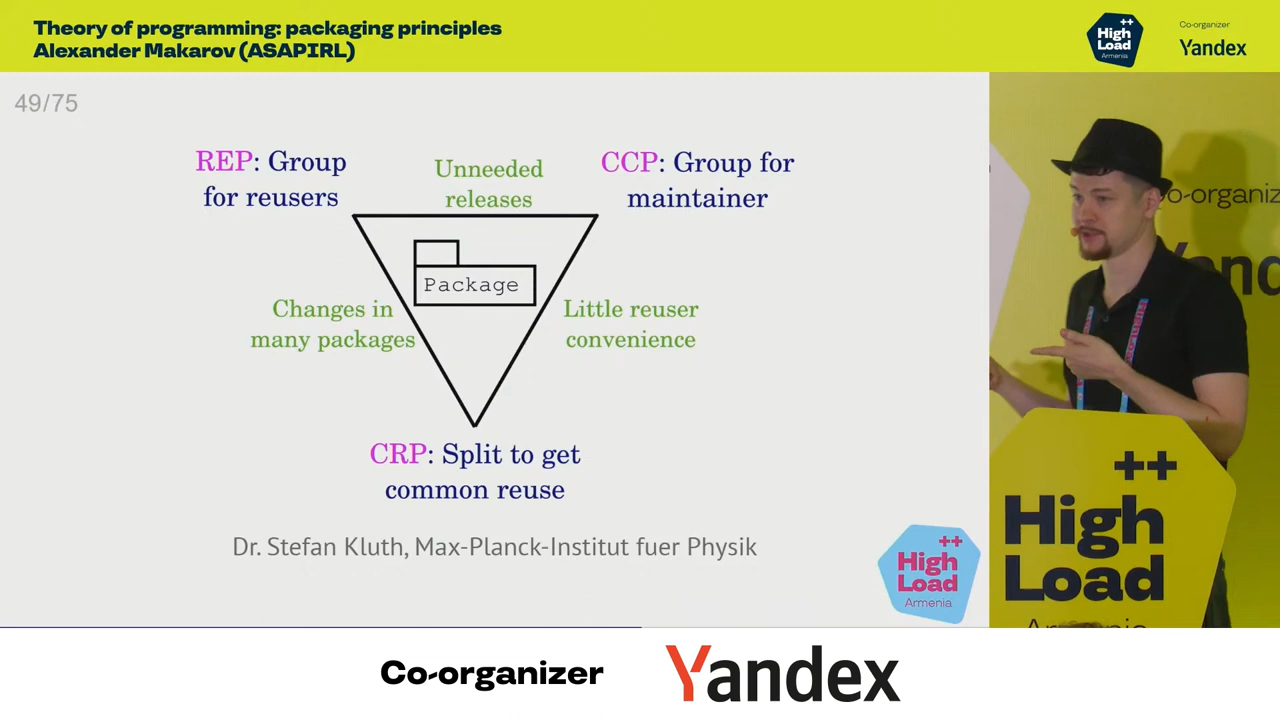 Theory of programming: packaging principles
Alexander Makarov (ASAPIRL)
++
High
Load
Armenia
Co-organizer
Yandex
49/75
REP: Group
for reusers
Unneeded
releases
CCP: Group for
maintainer
Package
Changes in
many packages
Little reuser
convenience
CRP: Split to get
common reuse
Dr. Stefan Kluth, Max-Planck-Institut fuer Physik
++
High
Load
Armenia
o-organiz
++
High
Load
Co-organizer
Yandex